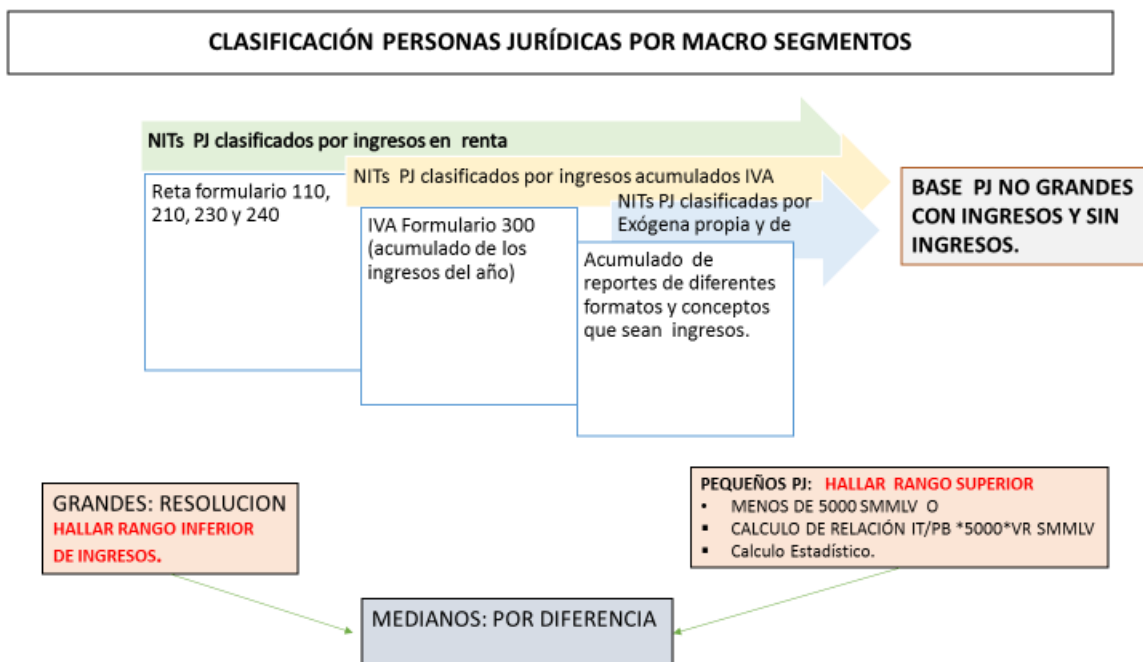 CLASIFICACIÓN PERSONAS JURÍDICAS POR MACRO SEGMENTOS
NITs PJ clasificados por ingresos en renta
Reta formulario 110,
210, 230 y 240
NITs PJ clasificados por ingresos acumulados IVA
IVA Formulario 300
(acumulado de los
ingresos del año)
NITs PJ clasificadas por
Exógena propia y de
Acumulado de
reportes de diferentes
formatos y conceptos
que sean ingresos.
BASE PJ NO GRANDES
CON INGRESOS Y SIN
INGRESOS.
GRANDES: RESOLUCION
HALLAR RANGO INFERIOR
DE INGRESOS.
PEQUEÑOS PJ: HALLAR RANGO SUPERIOR
▪ MENOS DE 5000 SMMLV O
▪ CALCULO DE RELACIÓN IT/PB *5000*VR SMMLV
▪ Calculo Estadístico.
MEDIANOS: POR DIFERENCIA